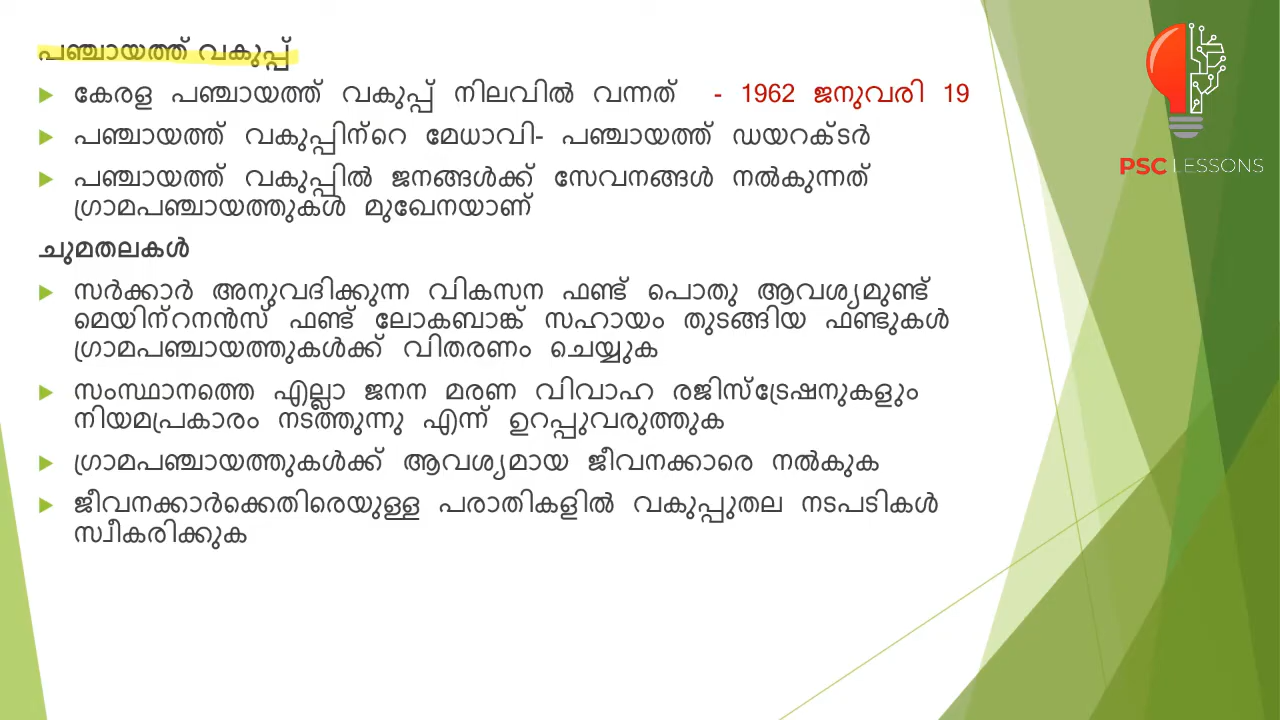 പഞ്ചായത്ത് വകുപ്പ്
കേരള പഞ്ചായത്ത് വകുപ്പ് നിലവിൽ വന്നത് - 1962 ജനുവരി 19
പഞ്ചായത്ത് വകുപ്പിന്റെ മേധാവി- പഞ്ചായത്ത് ഡയറക്ടർ
പഞ്ചായത്ത് വകുപ്പിൽ ജനങ്ങൾക്ക് സേവനങ്ങൾ നൽകുന്നത്
ഗ്രാമപഞ്ചായത്തുകൾ മുഖേനയാണ്
ചുമതലകൾ
സർക്കാർ അനുവദിക്കുന്ന വികസന ഫണ്ട് പൊതു ആവശ്യമുണ്ട്
മെയിന്റനൻസ് ഫണ്ട് ലോകബാങ്ക് സഹായം തുടങ്ങിയ ഫണ്ടുകൾ
ഗ്രാമപഞ്ചായത്തുകൾക്ക് വിതരണം ചെയ്യുക
സംസ്ഥാനത്തെ എല്ലാ ജനന മരണ വിവാഹ രജിസ്ട്രേഷനുകളും
നിയമപ്രകാരം നടത്തുന്നു എന്ന് ഉറപ്പുവരുത്തുക
ഗ്രാമപഞ്ചായത്തുകൾക്ക് ആവശ്യമായ ജീവനക്കാരെ നൽകുക
ജീവനക്കാർക്കെതിരെയുള്ള പരാതികളിൽ വകുപ്പുതല നടപടികൾ
സ്വീകരിക്കുക
PSC LESSONS